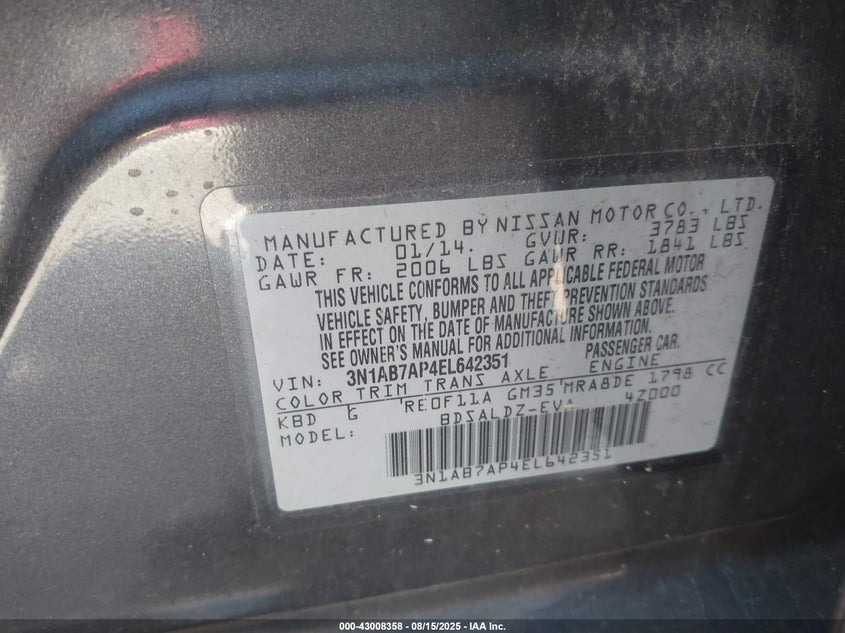 MANUFACTURED BY NISSAN MOTOR CO., LTD.
DATE: 01/14. GVWR: 3783 LBS
GAWR FR: 2006 LBS GAWR RR: 1841 LBS
THIS VEHICLE CONFORMS TO ALL APPLICABLE FEDERAL MOTOR
VEHICLE SAFETY, BUMPER AND THEFT PREVENTION STANDARDS
IN EFFECT ON THE DATE OF MANUFACTURE SHOWN ABOVE.
SEE OWNER'S MANUAL FOR ADDITIONAL INFORMATION.
VIN: 3N1AB7AP4EL642351 PASSENGER CAR.
COLOR TRIM TRANS AXLE ENGINE
KBD G RE0F11A GM35 MRA8DE 1798 CC
MODEL: BDSALDZ-EVA 4Z000
3N1AB7AP4EL642351
000-43008358 - 08/15/2025 - IAA Inc.